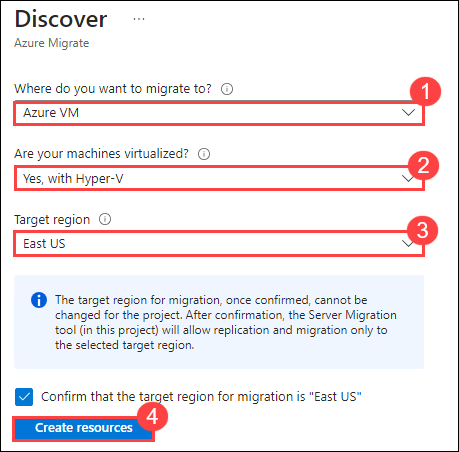 Discover ...
Azure Migrate
Where do you want to migrate to?
1
Azure VM
Are your machines virtualized?
2
Yes, with Hyper-V
Target region
3
East US
The target region for migration, once confirmed, cannot be
changed for the project. After confirmation, the Server Migration
tool (in this project) will allow replication and migration only to
the selected target region.
Confirm that the target region for migration is "East US"
4
Create resources